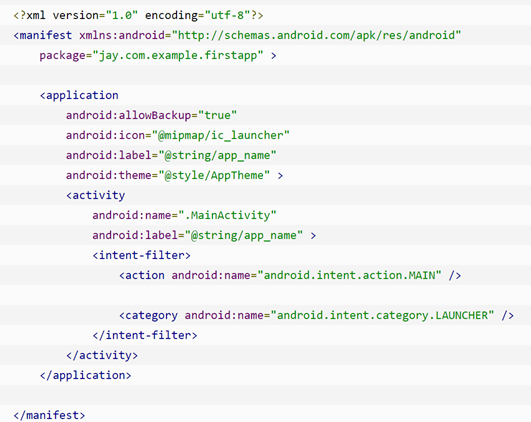 <?xml version="1.0" encoding="utf-8"?>
<manifest xmlns:android="http://schemas.android.com/apk/res/android"
    package="jay.com.example.firstapp" >

    <application
        android:allowBackup="true"
        android:icon="@mipmap/ic_launcher"
        android:label="@string/app_name"
        android:theme="@style/AppTheme" >
        <activity
            android:name=".MainActivity"
            android:label="@string/app_name" >
            <intent-filter>
                <action android:name="android.intent.action.MAIN" />

                <category android:name="android.intent.category.LAUNCHER" />
            </intent-filter>
        </activity>
    </application>

</manifest>